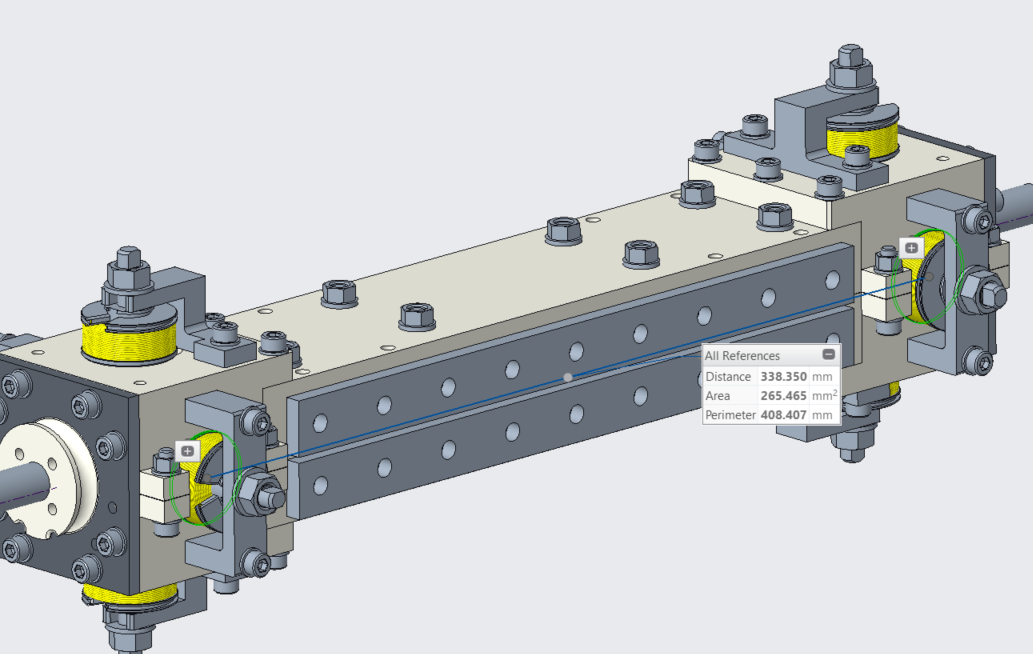 All References
Distance 338.350 mm
Area 265.465 mm²
Perimeter 408.407 mm